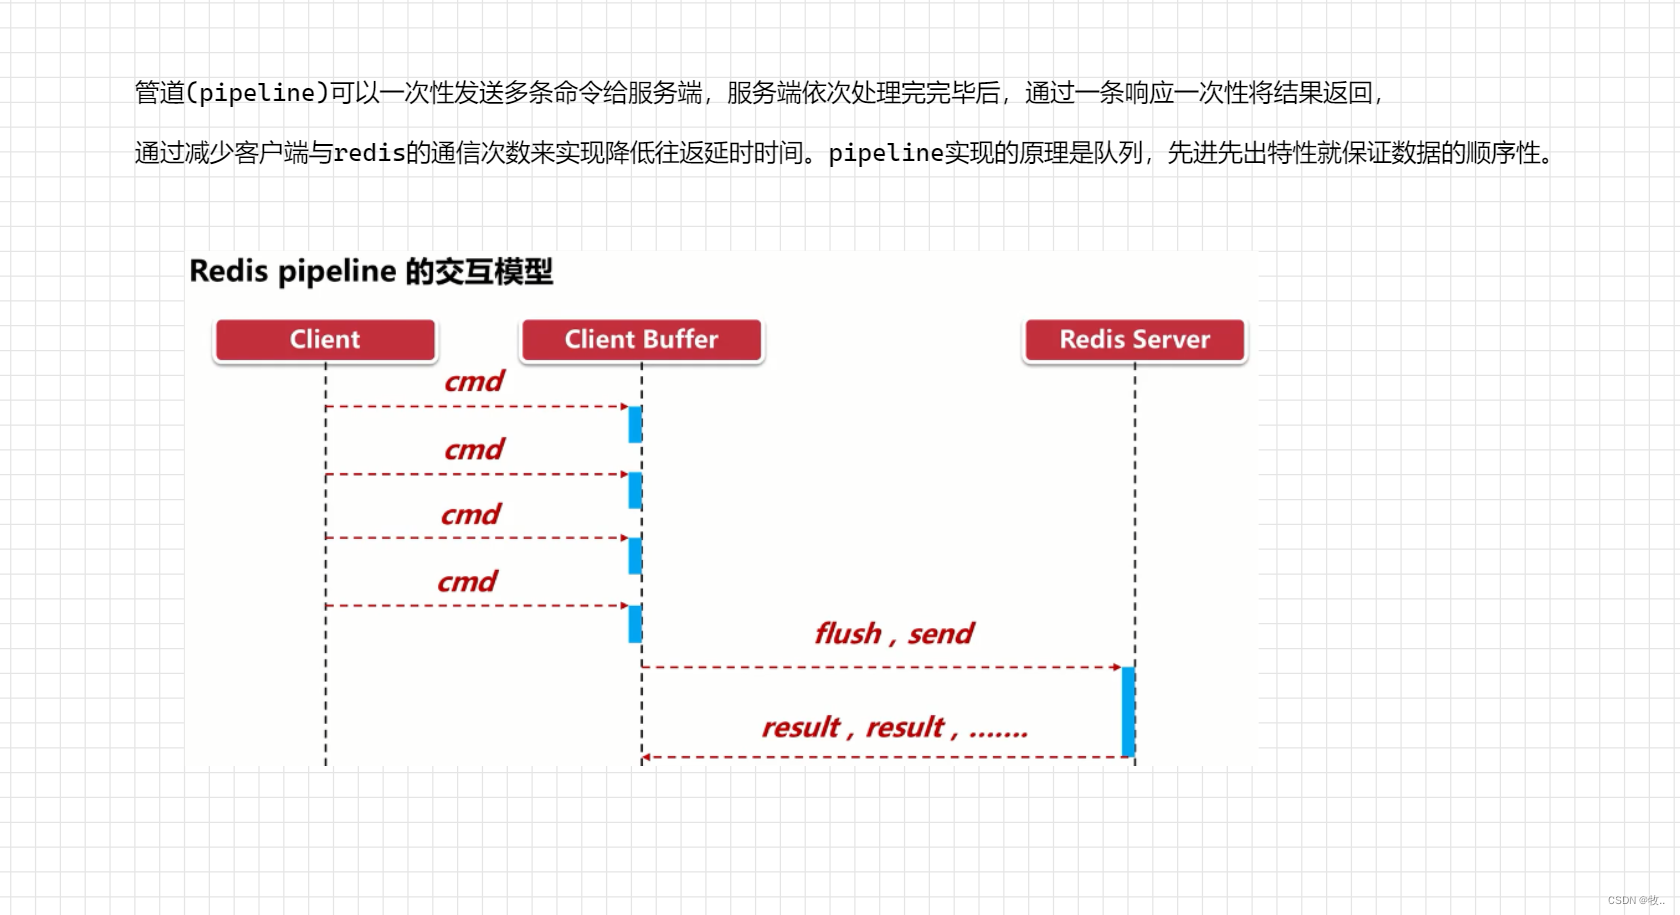 管道(pipeline)可以一次性发送多条命令给服务端，服务端依次处理完完毕后，通过一条响应一次性将结果返回，
通过减少客户端与redis的通信次数来实现降低往返延时时间。pipeline实现的原理是队列，先进先出特性就保证数据的顺序性。
Redis pipeline 的交互模型
Client
Client Buffer
Redis Server
cmd
cmd
cmd
cmd
flush , send
result , result , .......
CSDN @牧..